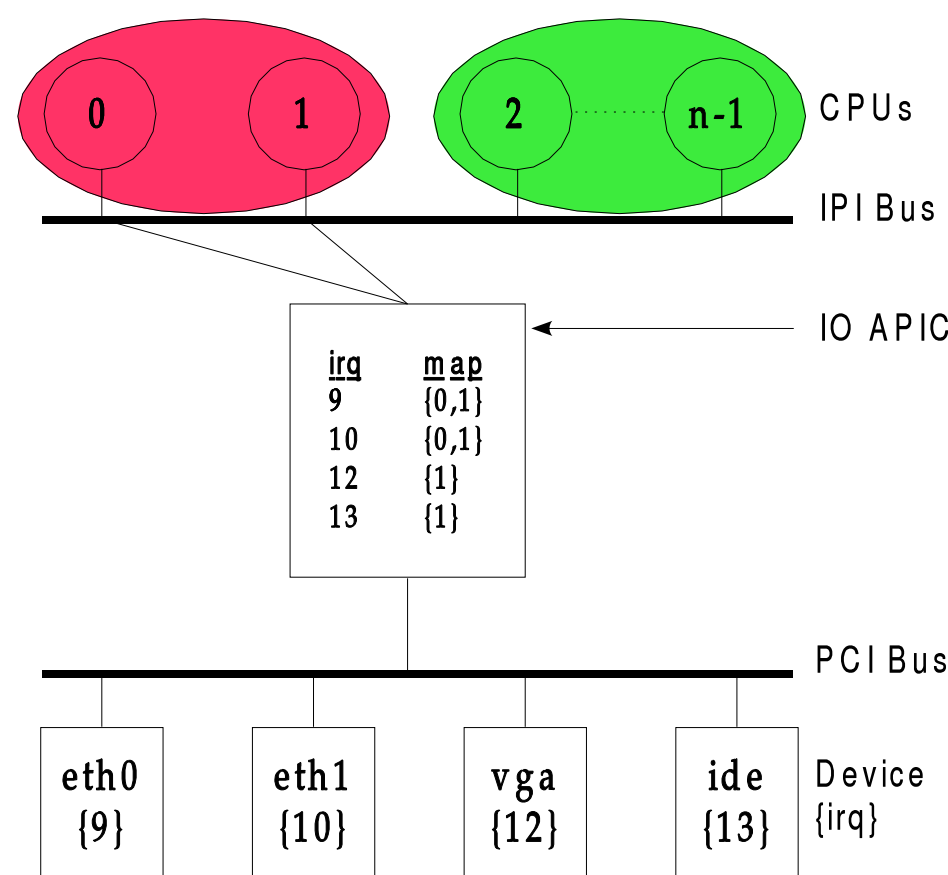 0 1 2 n-1 CPUs
IPI Bus
IO APIC
irq map
9 {0,1}
10 {0,1}
12 {1}
13 {1}
PCI Bus
eth0 eth1 vga ide Device
{9} {10} {12} {13} {irq}